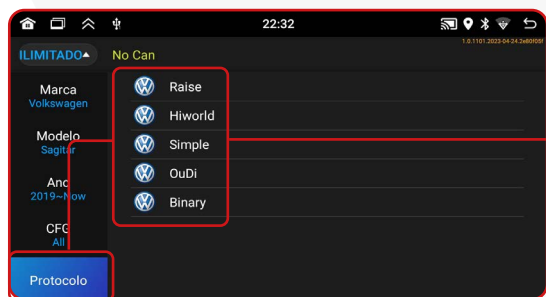 22:32
1.0.1101.2023-04-24.2e80f05f
ILIMITADO
No Can
Marca
Volkswagen
Modelo
Sagitar
Ano
2019~Now
CFG
All
Protocolo
Raise
Hiworld
Simple
OuDi
Binary